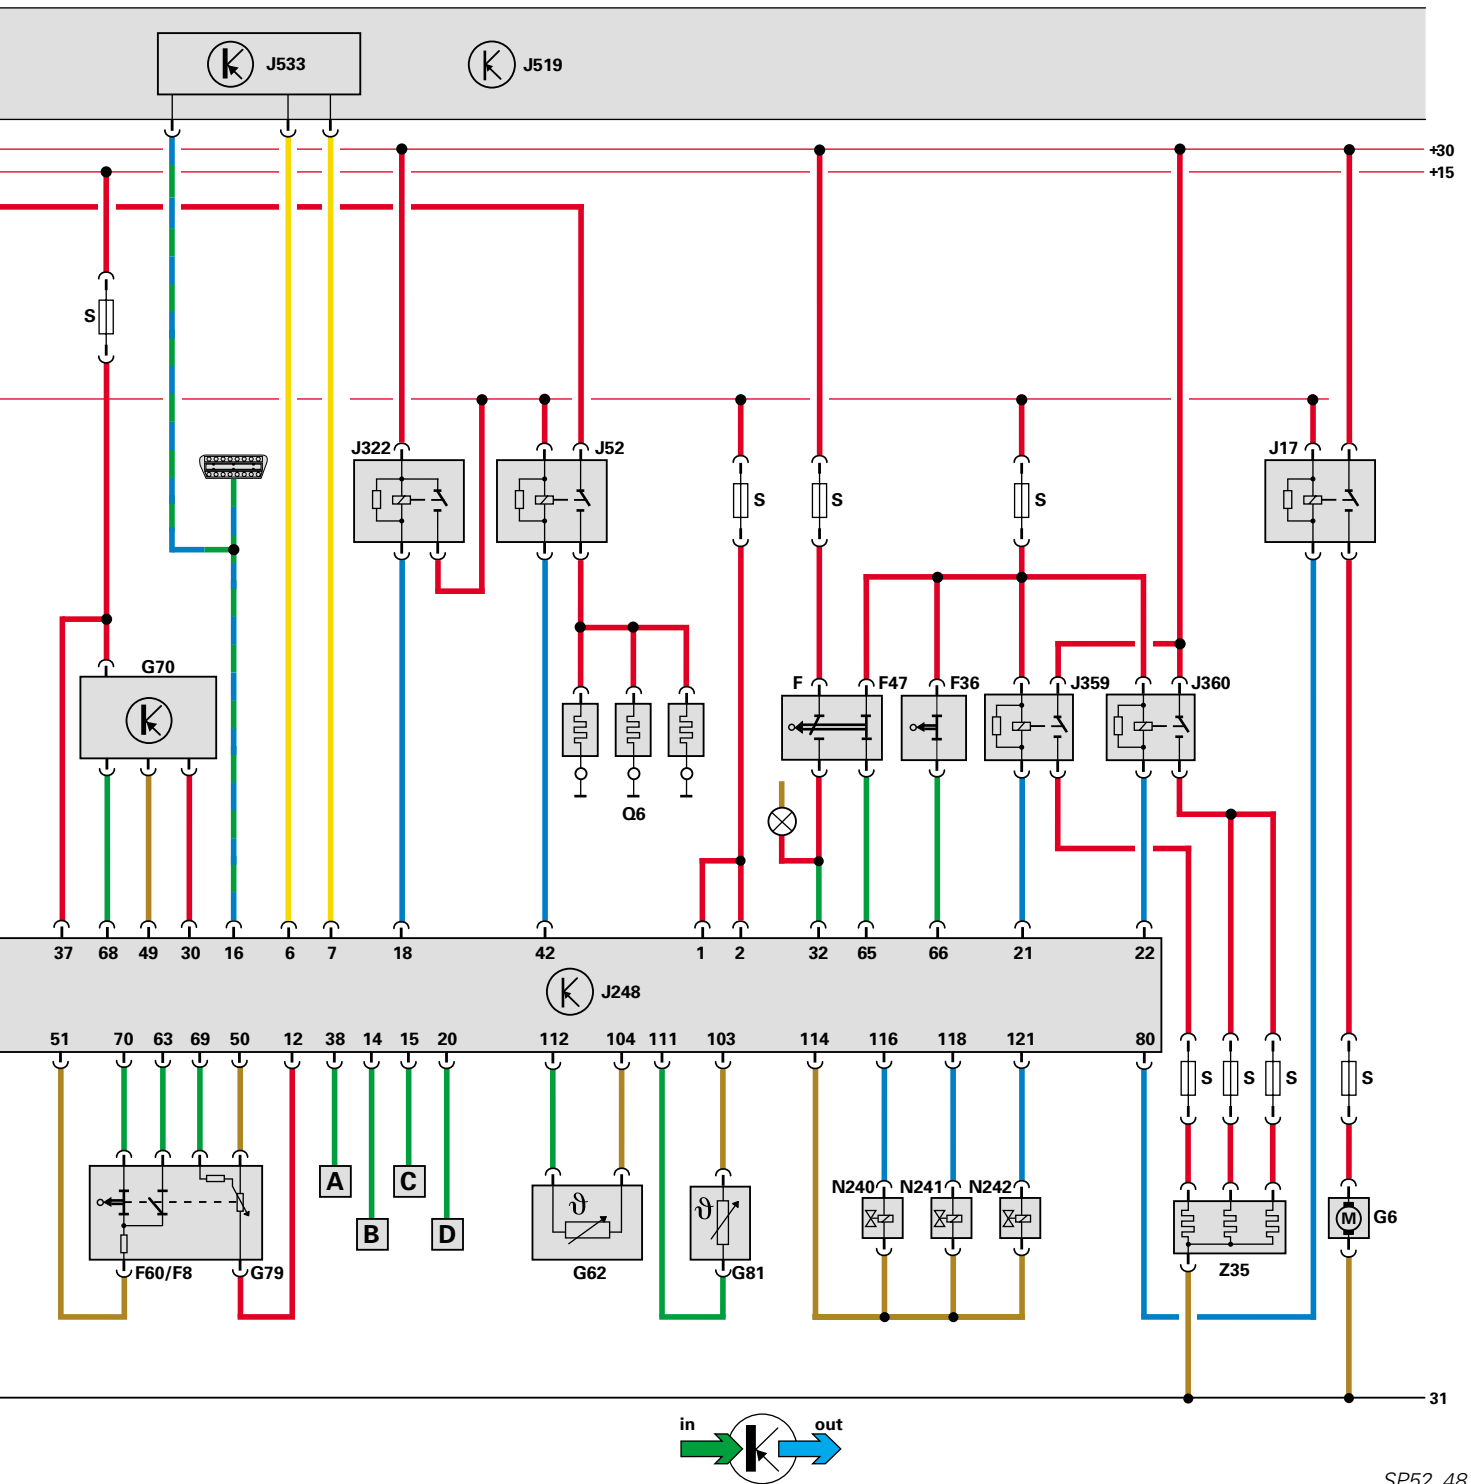 J533
J519
+30
+15
S
J322
J52
J17
S
S
S
G70
F
F47
F36
J359
J360
Q6
37 68 49 30 16 6 7 18 42 1 2 32 65 66 21 22
J248
51 70 63 69 50 12 38 14 15 20 112 104 111 103 114 116 118 121 80
S
S
S
S
A
C
B
D
ϑ
ϑ
N240
N241
N242
M
G6
F60/F8
G79
G62
G81
Z35
31
in
out
SP52_48